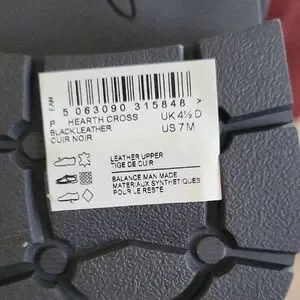 EAN
5 063090 315848 >
P HEARTH CROSS UK 4½ D
BLACK LEATHER US 7 M
CUIR NOIR
LEATHER UPPER
TIGE DE CUIR
BALANCE MAN MADE
MATERIAUX SYNTHETIQUES
POUR LE RESTE